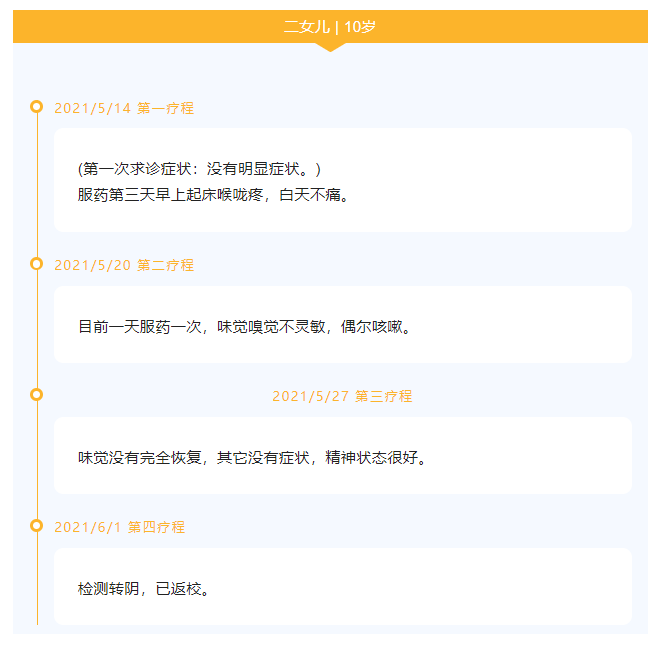 二女儿 | 10岁
2021/5/14 第一疗程
(第一次求诊症状：没有明显症状。)
服药第三天早上起床喉咙疼，白天不痛。
2021/5/20 第二疗程
目前一天服药一次，味觉嗅觉不灵敏，偶尔咳嗽。
2021/5/27 第三疗程
味觉没有完全恢复，其它没有症状，精神状态很好。
2021/6/1 第四疗程
检测转阴，已返校。